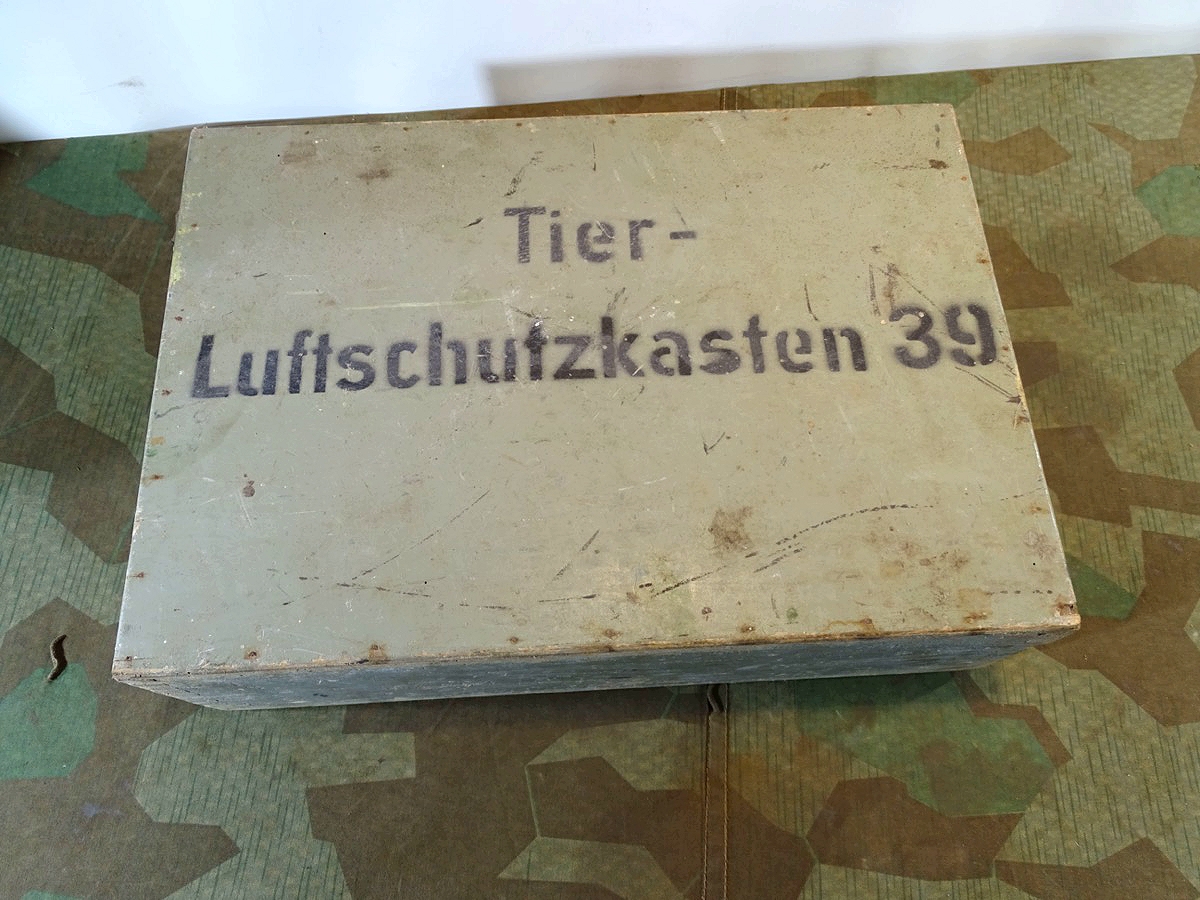 Tier-
Luftschutzkasten 39